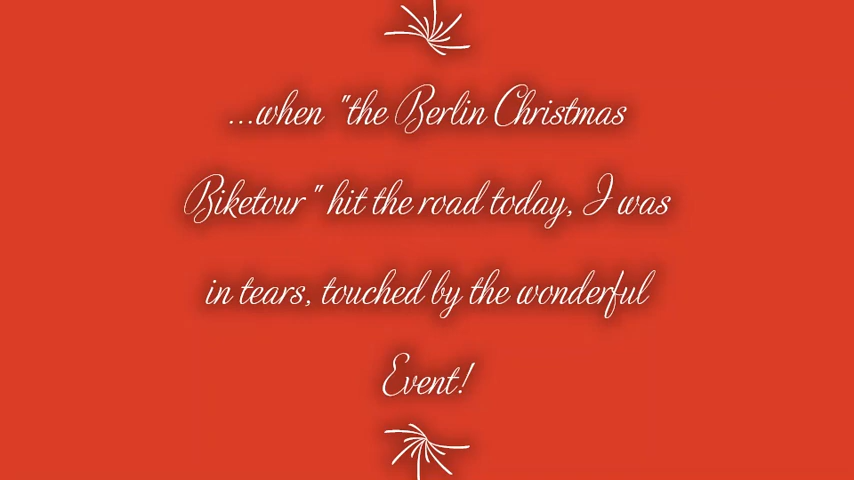 ...when "the Berlin Christmas
Biketour" hit the road today, I was
in tears, touched by the wonderful
Event!